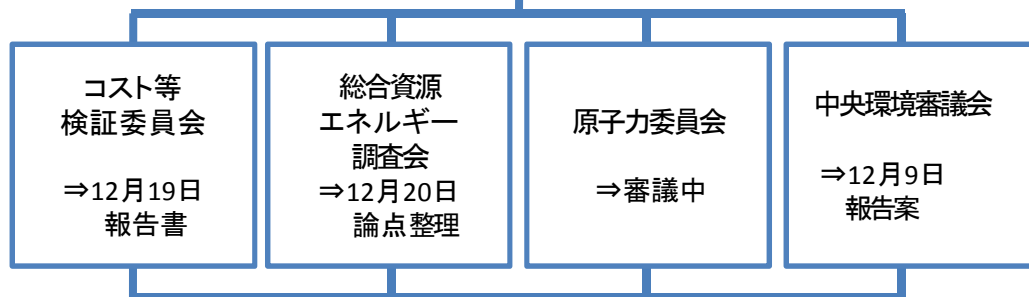 コスト等
検証委員会
⇒12月19日
報告書
総合資源
エネルギー
調査会
⇒12月20日
論点整理
原子力委員会
⇒審議中
中央環境審議会
⇒12月9日
報告案